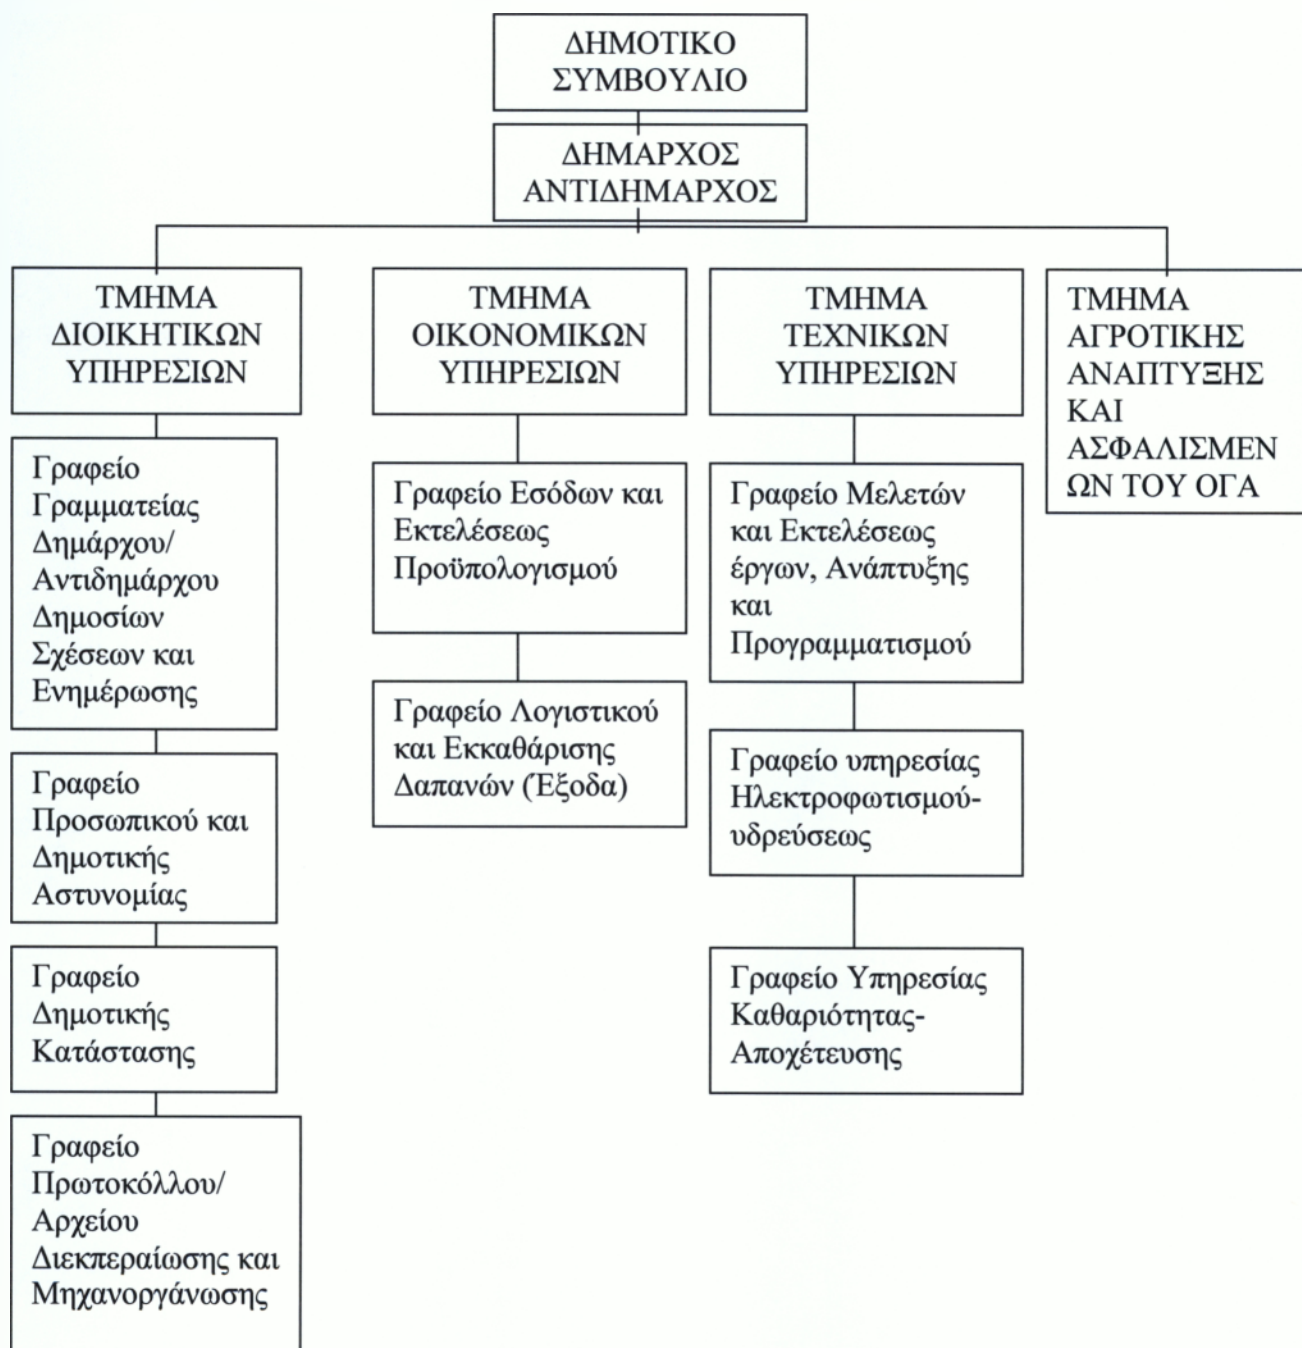 ΔΗΜΟΤΙΚΟ
ΣΥΜΒΟΥΛΙΟ
ΔΗΜΑΡΧΟΣ
ΑΝΤΙΔΗΜΑΡΧΟΣ
ΤΜΗΜΑ
ΔΙΟΙΚΗΤΙΚΩΝ
ΥΠΗΡΕΣΙΩΝ
Γραφείο
Γραμματείας
Δημάρχου/
Αντιδημάρχου
Δημοσίων
Σχέσεων και
Ενημέρωσης
Γραφείο
Προσωπικού και
Δημοτικής
Αστυνομίας
Γραφείο
Δημοτικής
Κατάστασης
Γραφείο
Πρωτοκόλλου/
Αρχείου
Διεκπεραίωσης και
Μηχανοργάνωσης
ΤΜΗΜΑ
ΟΙΚΟΝΟΜΙΚΩΝ
ΥΠΗΡΕΣΙΩΝ
Γραφείο Εσόδων και
Εκτελέσεως
Προϋπολογισμού
Γραφείο Λογιστικού
και Εκκαθάρισης
Δαπανών (Έξοδα)
ΤΜΗΜΑ
ΤΕΧΝΙΚΩΝ
ΥΠΗΡΕΣΙΩΝ
Γραφείο Μελετών
και Εκτελέσεως
έργων, Ανάπτυξης
και
Προγραμματισμού
Γραφείο υπηρεσίας
Ηλεκτροφωτισμού-
υδρεύσεως
Γραφείο Υπηρεσίας
Καθαριότητας-
Αποχέτευσης
ΤΜΗΜΑ
ΑΓΡΟΤΙΚΗΣ
ΑΝΑΠΤΥΞΗΣ
ΚΑΙ
ΑΣΦΑΛΙΣΜΕΝ
ΩΝ ΤΟΥ ΟΓΑ